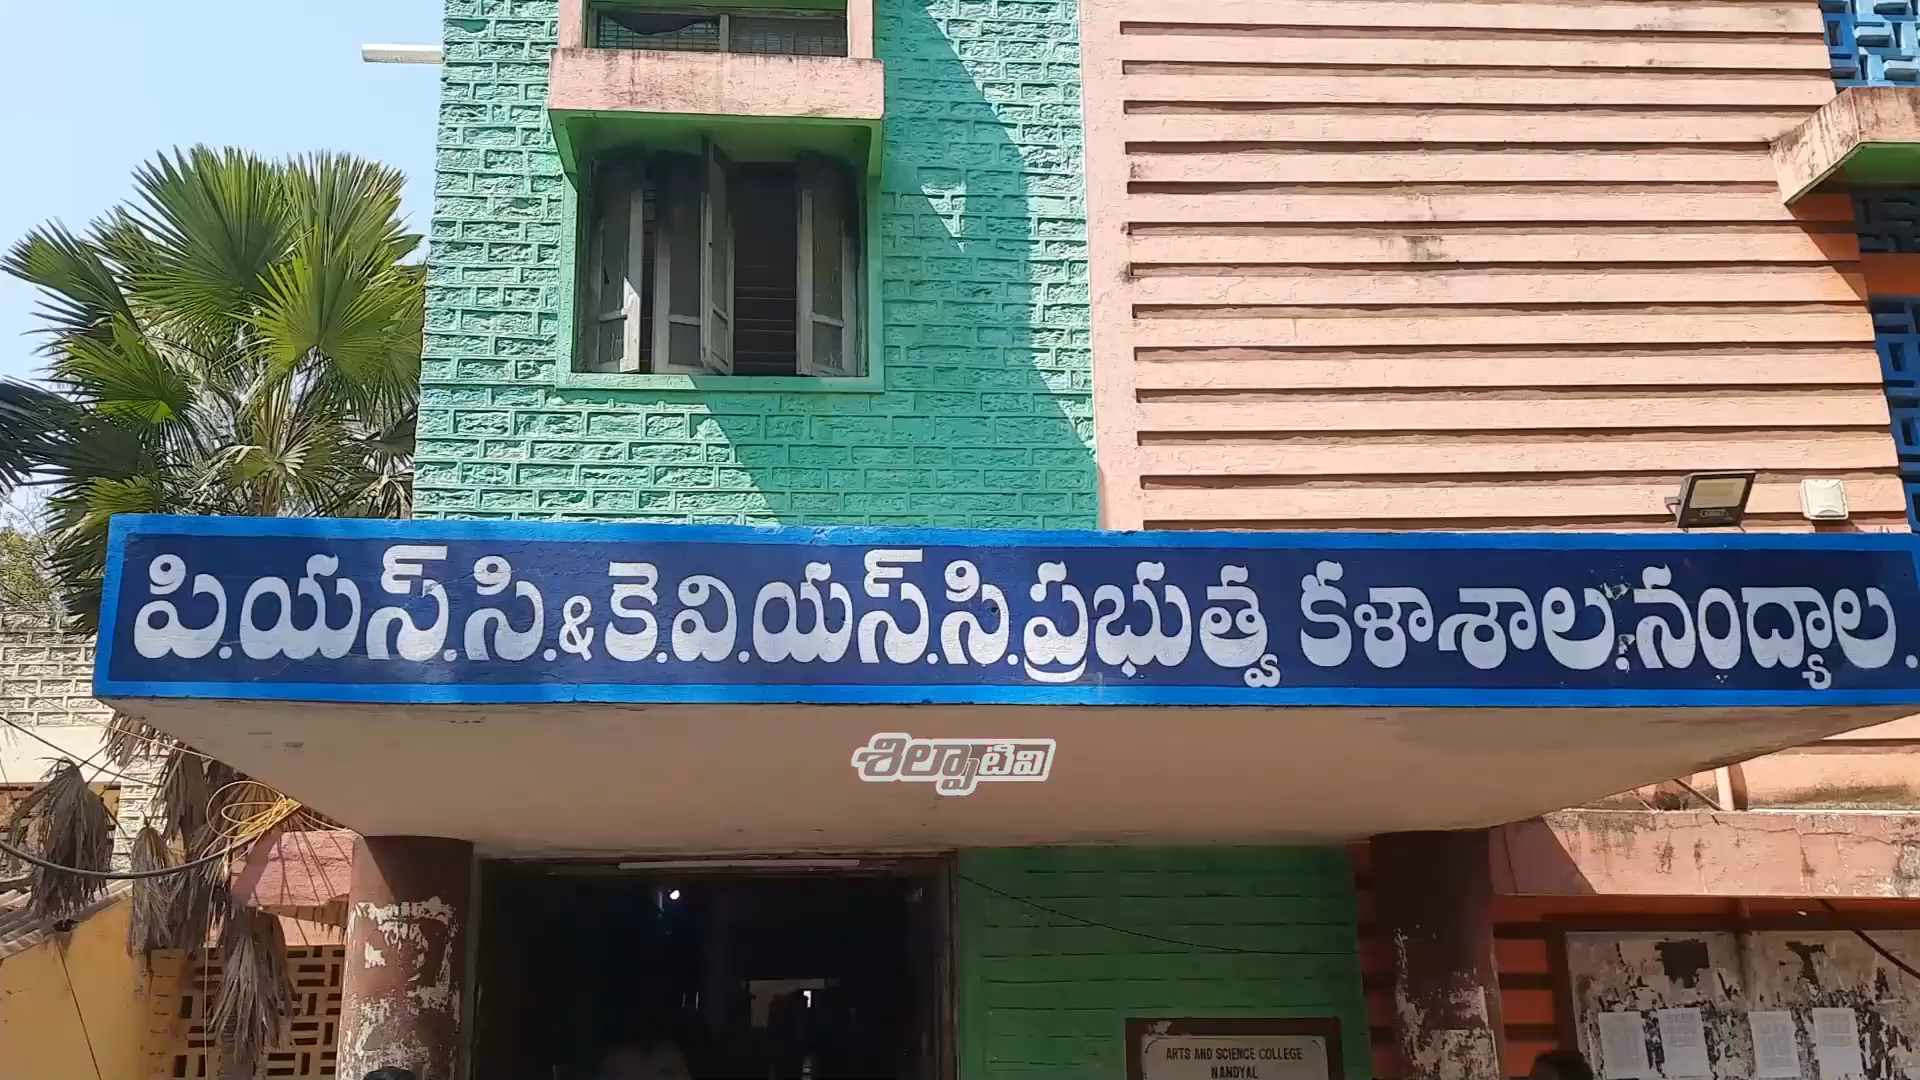 పి.యస్.సి.&కె.వి.యస్.సి.ప్రభుత్వ కళాశాల.నంద్యాల.
శిల్పాటివి
ARTS AND SCIENCE COLLEGE
NANDYAL